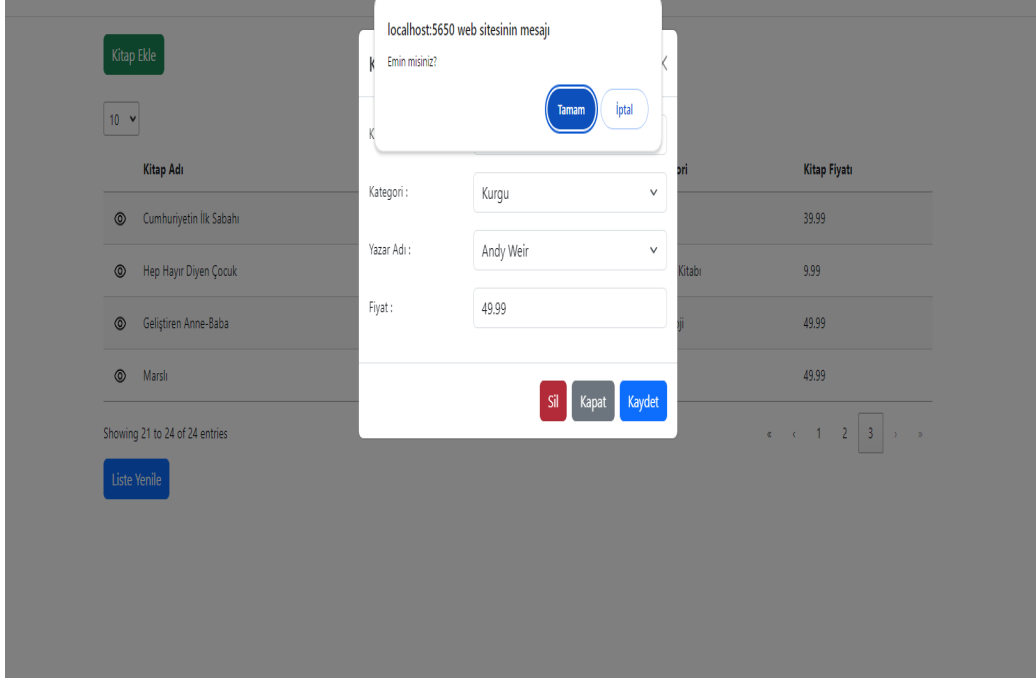 localhost:5650 web sitesinin mesajı
Emin misiniz?
Tamam İptal
Kitap Ekle
10
Kitap Adı Kitap Fiyatı
Kategori : Kurgu
Cumhuriyetin İlk Sabahı 39.99
Yazar Adı : Andy Weir
Hep Hayır Diyen Çocuk Kitabı 9.99
Fiyat : 49.99
Geliştiren Anne-Baba 49.99
Marslı 49.99
Sil Kapat Kaydet
Showing 21 to 24 of 24 entries « ‹ 1 2 3 › »
Liste Yenile